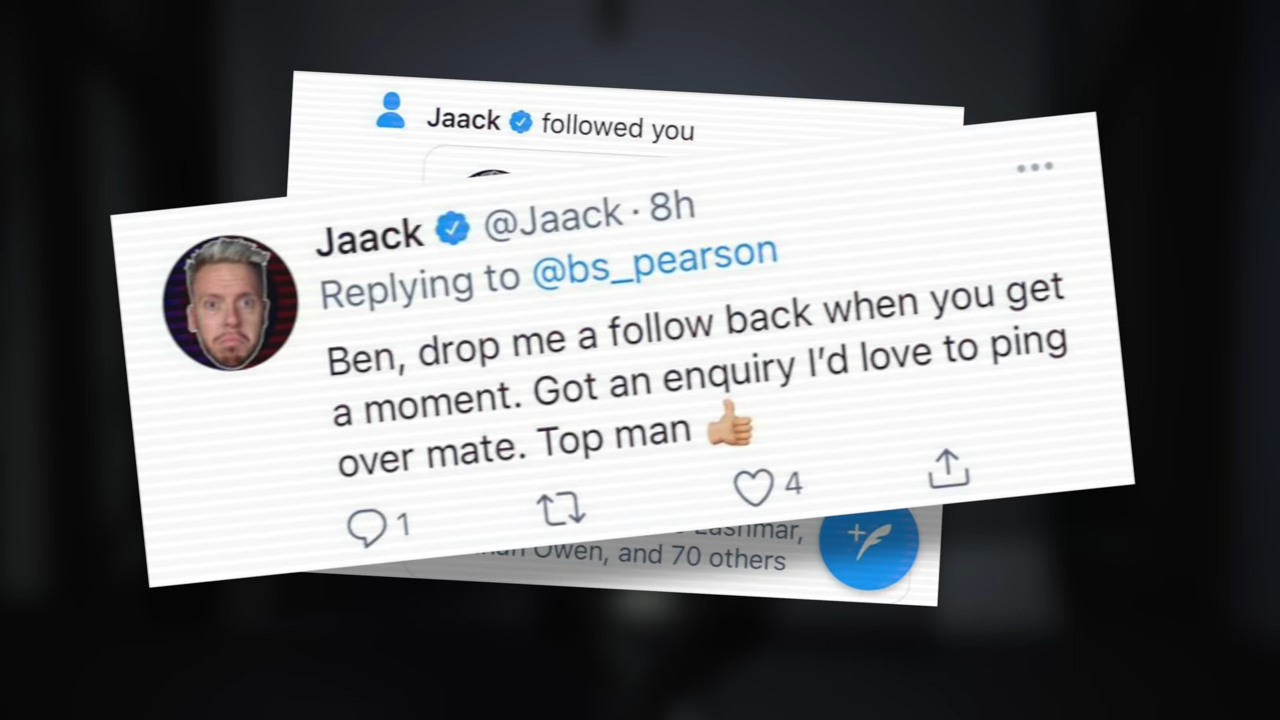 Jaack followed you
Jaack @Jaack · 8h
Replying to @bs_pearson
Ben, drop me a follow back when you get
a moment. Got an enquiry I’d love to ping
over mate. Top man 👍🏼
1
4
Owen, and 70 others